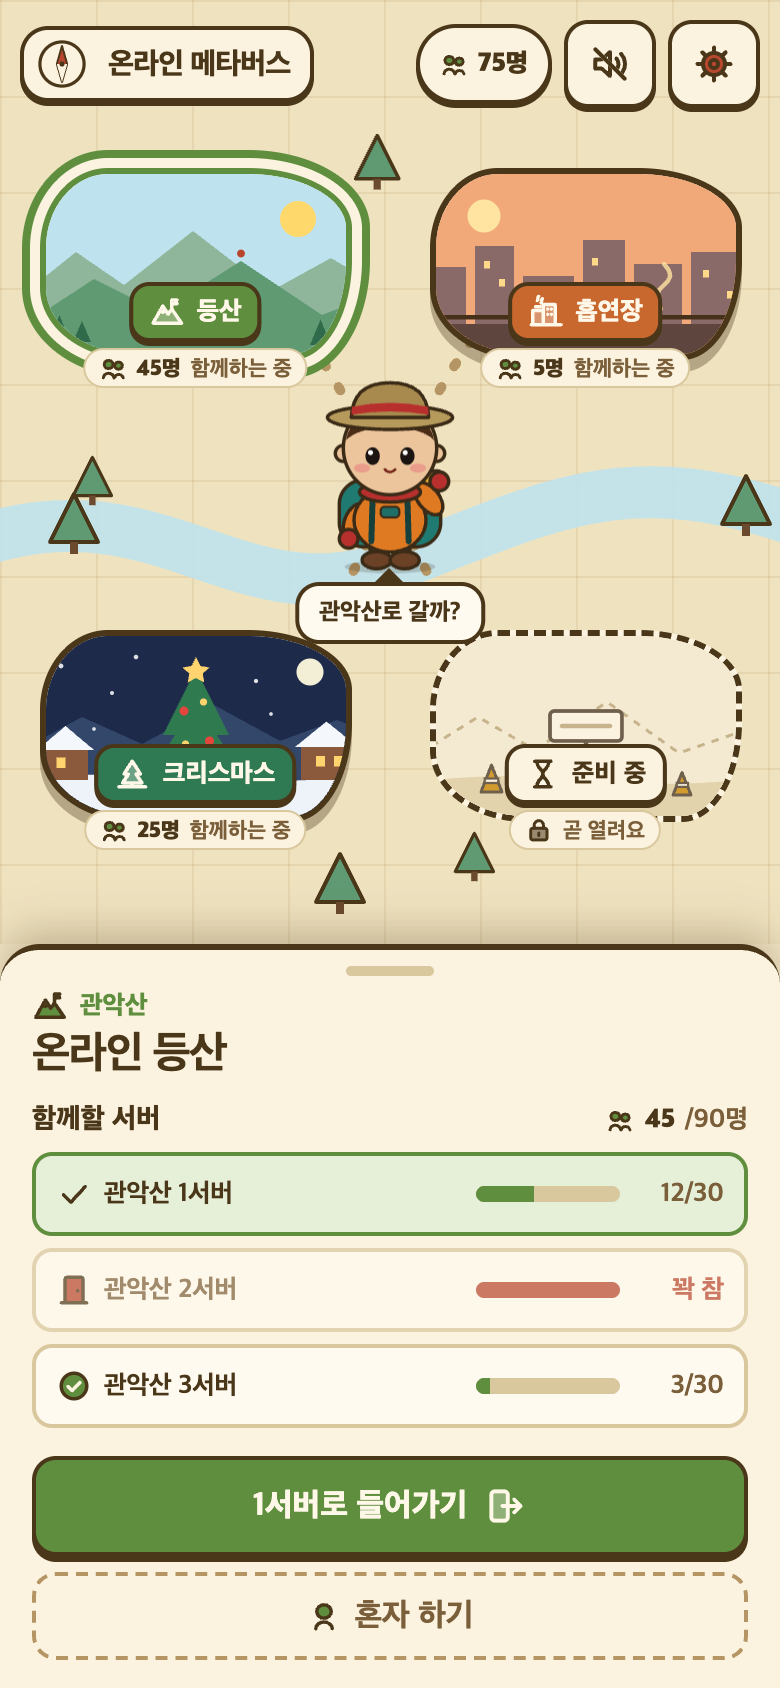 온라인 메타버스
75명
등산
45명 함께하는 중
흡연장
5명 함께하는 중
관악산로 갈까?
크리스마스
25명 함께하는 중
준비 중
곧 열려요
관악산
온라인 등산
함께할 서버
45 /90명
관악산 1서버
12/30
관악산 2서버
꽉 참
관악산 3서버
3/30
1서버로 들어가기
혼자 하기